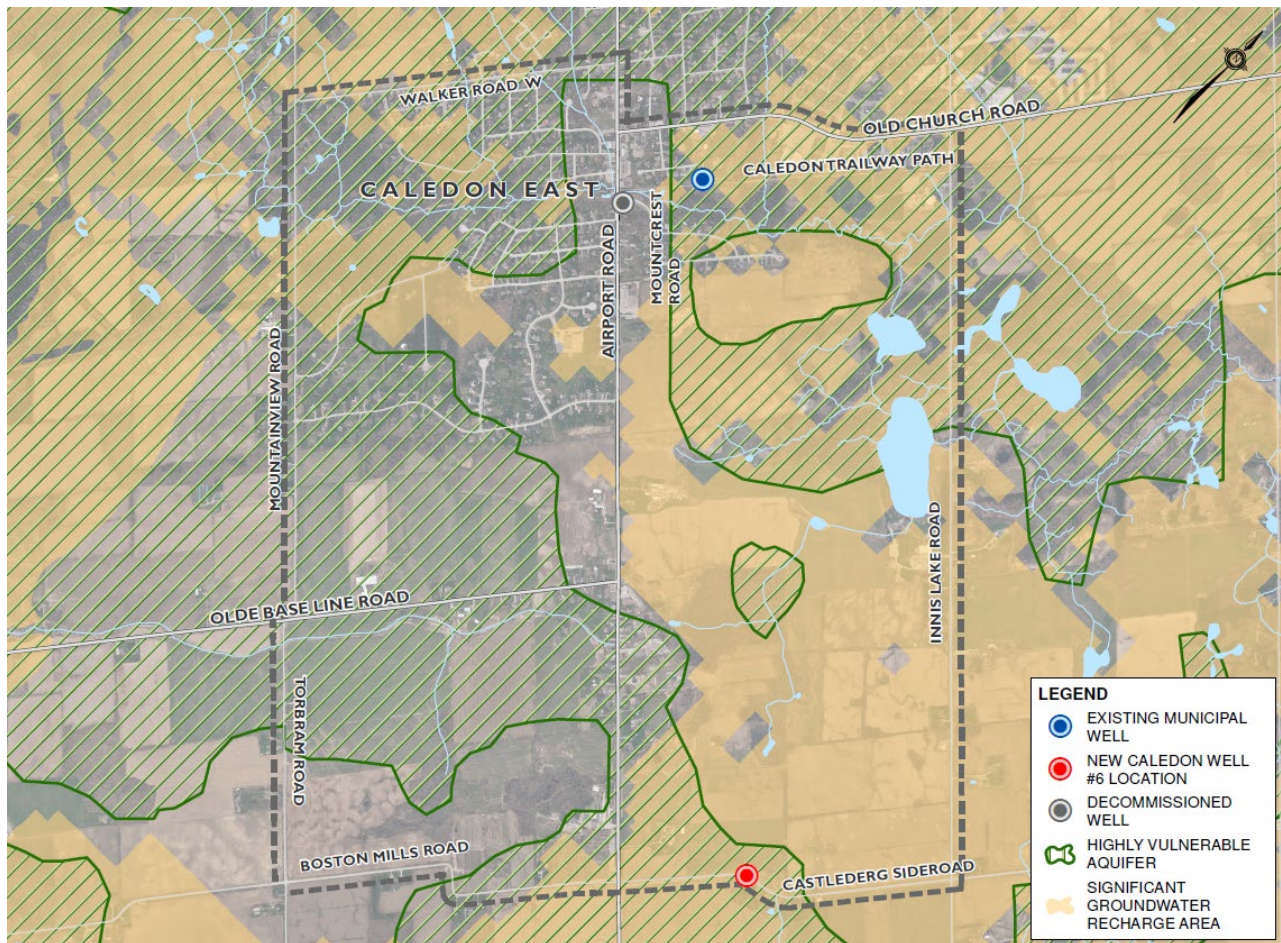 WALKER ROAD W
OLD CHURCH ROAD
CALEDON TRAILWAY PATH
CALEDON EAST
MOUNTCREST
ROAD
AIRPORT ROAD
MOUNTAINVIEW ROAD
INNIS LAKE ROAD
OLDE BASE LINE ROAD
TORBRAM ROAD
BOSTON MILLS ROAD
CASTLEDERG SIDEROAD
LEGEND
EXISTING MUNICIPAL
WELL
NEW CALEDON WELL
#6 LOCATION
DECOMMISSIONED
WELL
HIGHLY VULNERABLE
AQUIFER
SIGNIFICANT
GROUNDWATER
RECHARGE AREA